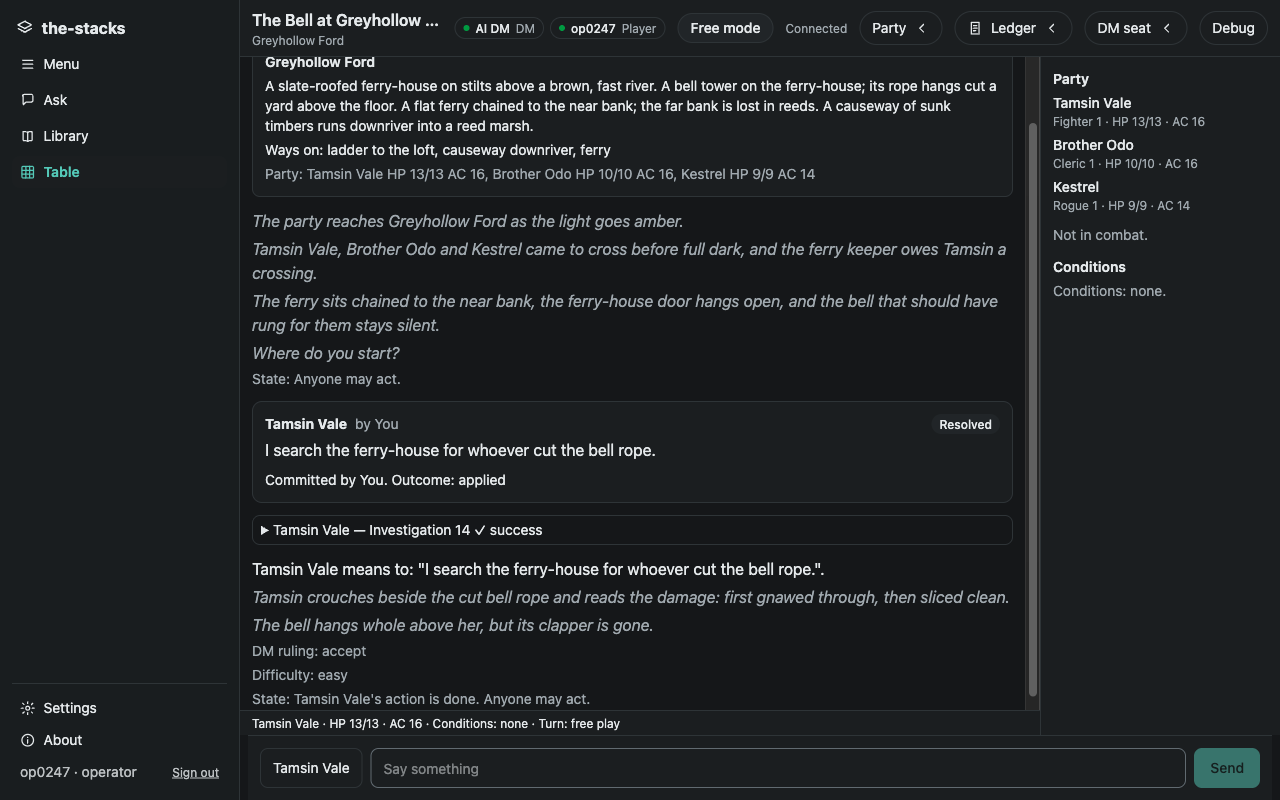 the-stacks
Menu
Ask
Library
Table
Settings
About
op0247 · operator
Sign out
The Bell at Greyhollow ...
Greyhollow Ford
AI DM DM
op0247 Player
Free mode
Connected
Party
Ledger
DM seat
Debug
Greyhollow Ford
A slate-roofed ferry-house on stilts above a brown, fast river. A bell tower on the ferry-house; its rope hangs cut a
yard above the floor. A flat ferry chained to the near bank; the far bank is lost in reeds. A causeway of sunk
timbers runs downriver into a reed marsh.
Ways on: ladder to the loft, causeway downriver, ferry
Party: Tamsin Vale HP 13/13 AC 16, Brother Odo HP 10/10 AC 16, Kestrel HP 9/9 AC 14
The party reaches Greyhollow Ford as the light goes amber.
Tamsin Vale, Brother Odo and Kestrel came to cross before full dark, and the ferry keeper owes Tamsin a
crossing.
The ferry sits chained to the near bank, the ferry-house door hangs open, and the bell that should have
rung for them stays silent.
Where do you start?
State: Anyone may act.
Tamsin Vale by You
Resolved
I search the ferry-house for whoever cut the bell rope.
Committed by You. Outcome: applied
Tamsin Vale — Investigation 14 ✓ success
Tamsin Vale means to: "I search the ferry-house for whoever cut the bell rope.".
Tamsin crouches beside the cut bell rope and reads the damage: first gnawed through, then sliced clean.
The bell hangs whole above her, but its clapper is gone.
DM ruling: accept
Difficulty: easy
State: Tamsin Vale's action is done. Anyone may act.
Tamsin Vale · HP 13/13 · AC 16 · Conditions: none · Turn: free play
Tamsin Vale
Say something
Send
Party
Tamsin Vale
Fighter 1 · HP 13/13 · AC 16
Brother Odo
Cleric 1 · HP 10/10 · AC 16
Kestrel
Rogue 1 · HP 9/9 · AC 14
Not in combat.
Conditions
Conditions: none.